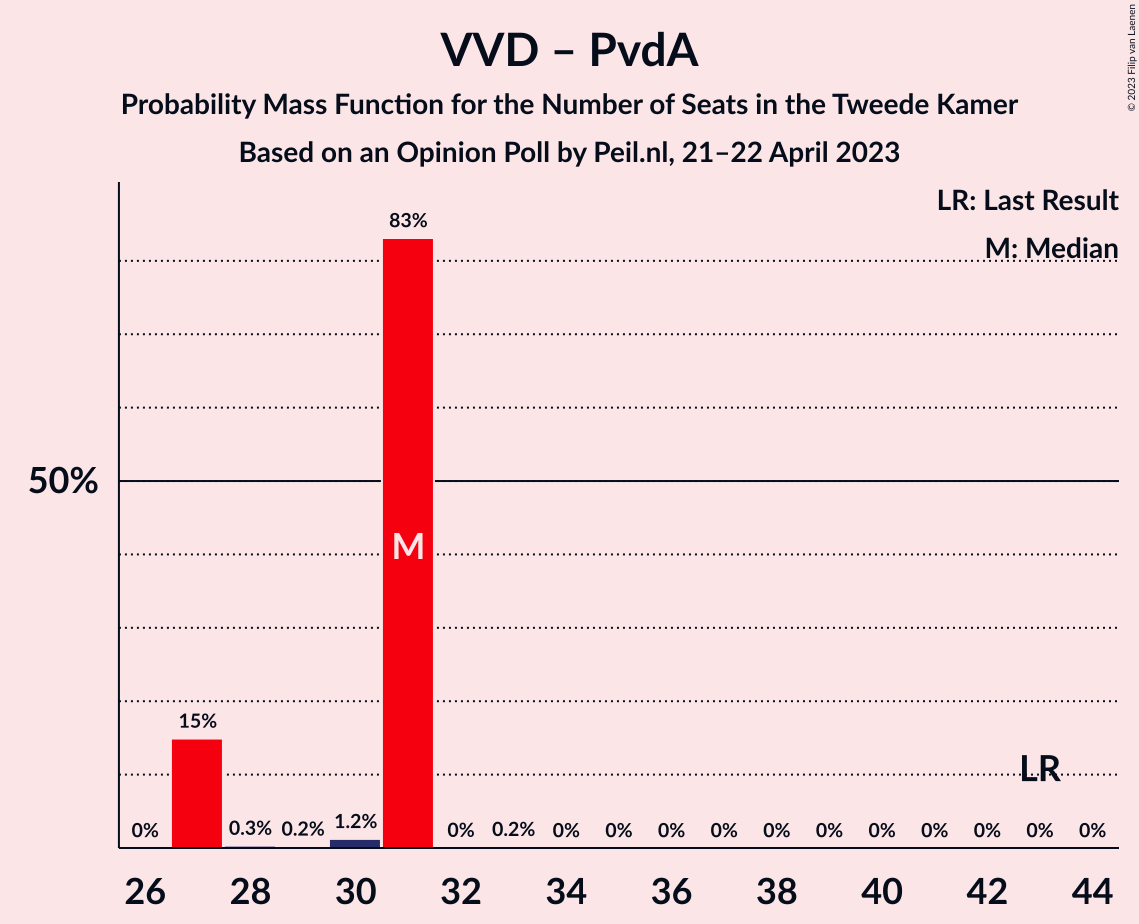 VVD – PvdA
Probability Mass Function for the Number of Seats in the Tweede Kamer
Based on an Opinion Poll by Peil.nl, 21–22 April 2023
© 2023 Filip van Laenen
LR: Last Result
M: Median
83%
50%
M
15%
LR
0% 0.3% 0.2% 1.2% 0% 0.2% 0% 0% 0% 0% 0% 0% 0% 0% 0% 0% 0%
26 28 30 32 34 36 38 40 42 44